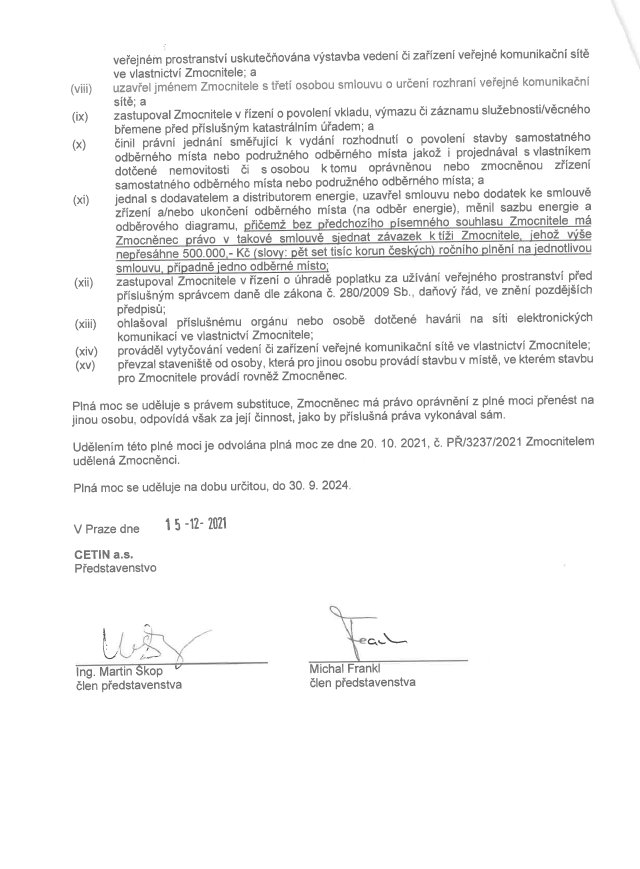 veřejném prostranství uskutečňována výstavba vedení či zařízení veřejné komunikační sítě
ve vlastnictví Zmocnitele; a
(viii) uzavřel jménem Zmocnitele s třetí osobou smlouvu o určení rozhraní veřejné komunikační
sítě; a
(ix) zastupoval Zmocnitele v řízení o povolení vkladu, výmazu či záznamu služebnosti/věcného
břemene před příslušným katastrálním úřadem; a
(x) činil právní jednání směřující k vydání rozhodnutí o povolení stavby samostatného
odběrného místa nebo podružného odběrného místa jakož i projednával s vlastníkem
dotčené nemovitosti či s osobou k tomu oprávněnou nebo zmocněnou zřízení
samostatného odběrného místa nebo podružného odběrného místa; a
(xi) jednal s dodavatelem a distributorem energie, uzavřel smlouvu nebo dodatek ke smlouvě
zřízení a/nebo ukončení odběrného místa (na odběr energie), měnil sazbu energie a
odběrového diagramu, přičemž bez předchozího písemného souhlasu Zmocnitele má
Zmocněnec právo v takové smlouvě sjednat závazek k tíži Zmocnitele, jehož výše
nepřesáhne 500.000,- Kč (slovy: pět set tisíc korun českých) ročního plnění na jednotlivou
smlouvu, případně jedno odběrné místo;
(xii) zastupoval Zmocnitele v řízení o úhradě poplatku za užívání veřejného prostranství před
příslušným správcem daně dle zákona č. 280/2009 Sb., daňový řád, ve znění pozdějších
předpisů;
(xiii) ohlašoval příslušnému orgánu nebo osobě dotčené havárii na síti elektronických
komunikací ve vlastnictví Zmocnitele;
(xiv) prováděl vytyčování vedení či zařízení veřejné komunikační sítě ve vlastnictví Zmocnitele;
(xv) převzal staveniště od osoby, která pro jinou osobu provádí stavbu v místě, ve kterém stavbu
pro Zmocnitele provádí rovněž Zmocněnec.
Plná moc se uděluje s právem substituce, Zmocněnec má právo odpovídá z plné moci přenést na
jinou osobu, odpovídá však za její činnost, jako by příslušná práva vykonával sám.
Udělením této plné moci je odvolána plná moc ze dne 20. 10. 2021, č. PŘ/3237/2021 Zmocnitelem
udělená Zmocněnci.
Plná moc se uděluje na dobu určitou, do 30. 9. 2024.
V Praze dne 15-12-2021
CETIN a.s.
Představenstvo
Ing. Martin Škop
člen představenstva
Michal Frankl
člen představenstva